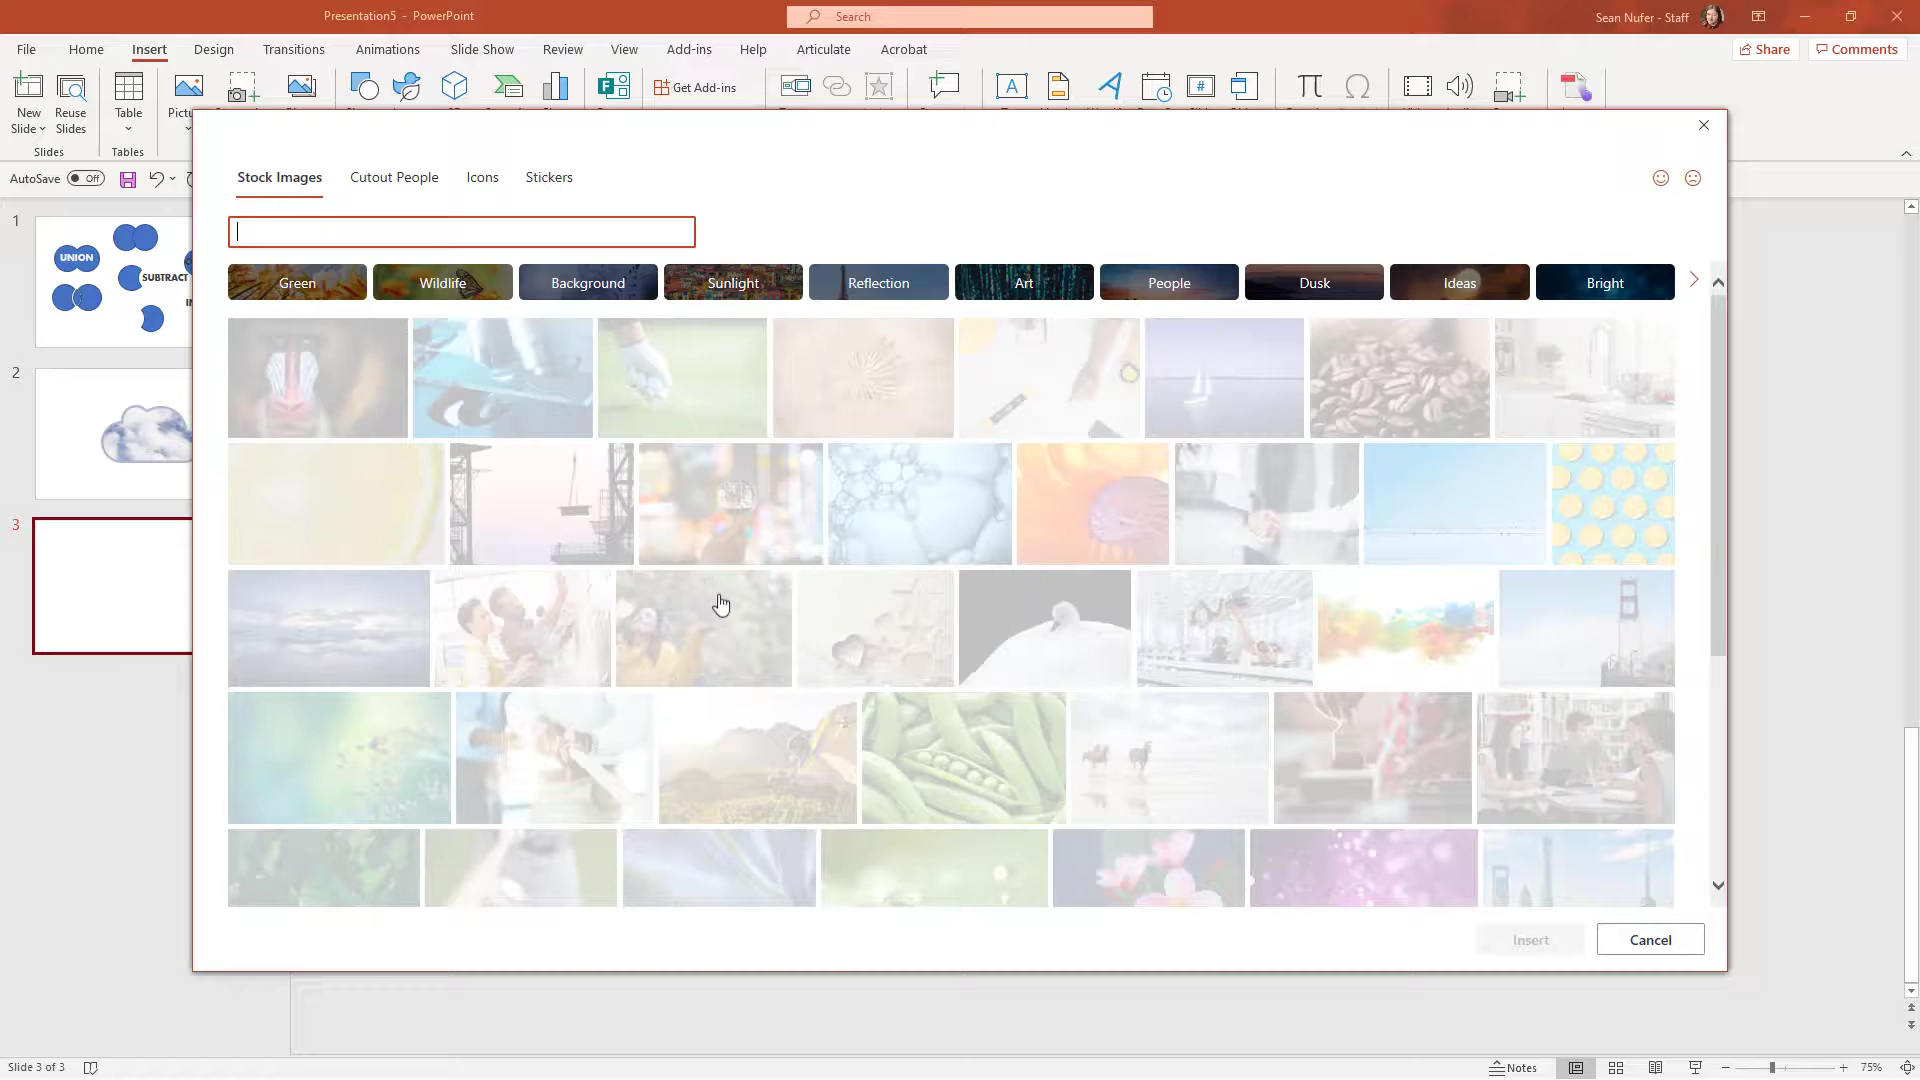 Presentation5 - PowerPoint
Search
Sean Nufer - Staff
File Home Insert Design Transitions Animations Slide Show Review View Add-ins Help Articulate Acrobat
Share Comments
New Slide
Reuse Slides
Table
Get Add-ins
Slides
Tables
AutoSave Off
Stock Images Cutout People Icons Stickers
Green Wildlife Background Sunlight Reflection Art People Dusk Ideas Bright
1
UNION
SUBTRACT
2
3
Insert Cancel
Slide 3 of 3
Notes
75%